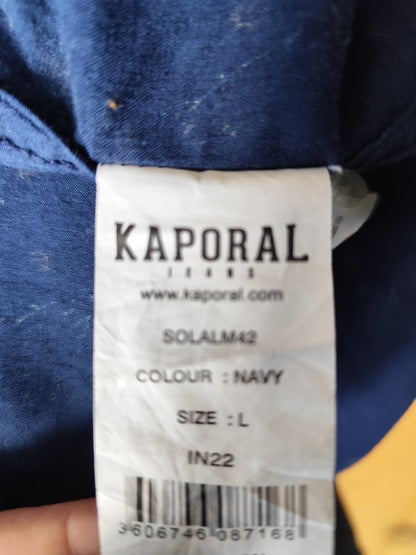 KAPORAL
JEANS
www.kaporal.com
SOLALM42
COLOUR : NAVY
SIZE : L
IN22
3606746 087168